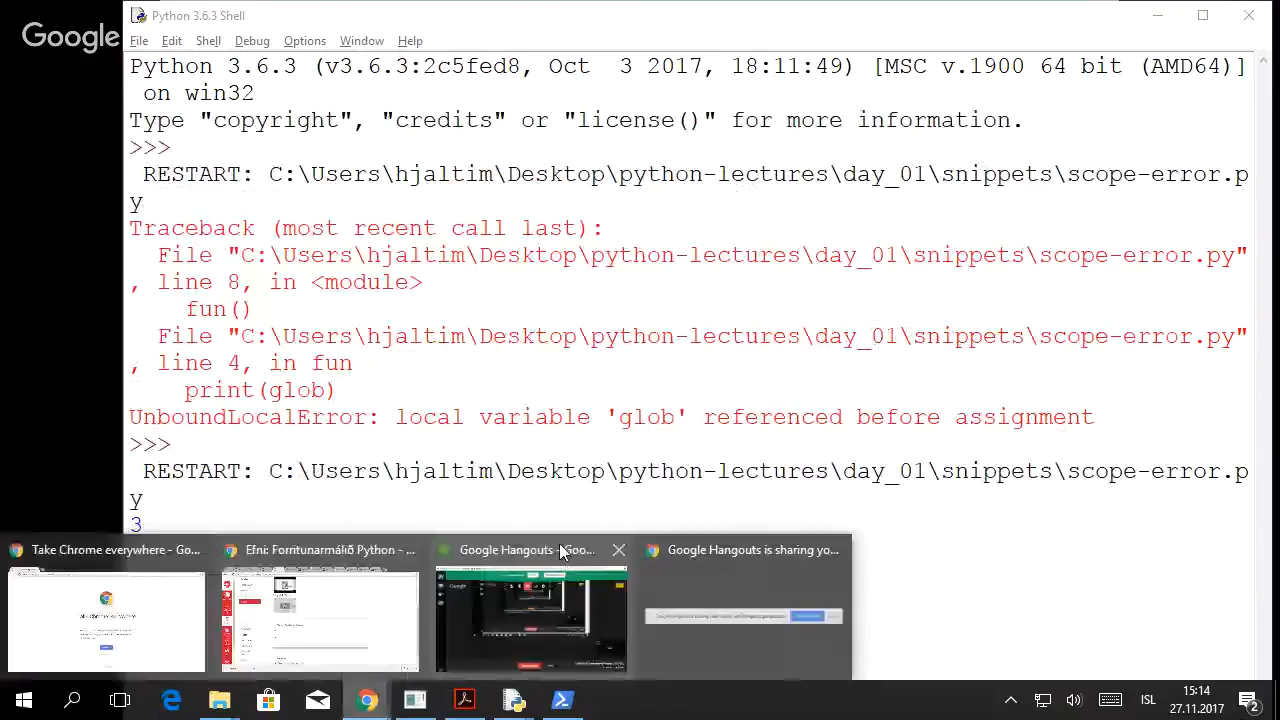 Google
Python 3.6.3 Shell
File Edit Shell Debug Options Window Help
Python 3.6.3 (v3.6.3:2c5fed8, Oct  3 2017, 18:11:49) [MSC v.1900 64 bit (AMD64)]
 on win32
Type "copyright", "credits" or "license()" for more information.
>>>
 RESTART: C:\Users\hjaltim\Desktop\python-lectures\day_01\snippets\scope-error.p
y
Traceback (most recent call last):
  File "C:\Users\hjaltim\Desktop\python-lectures\day_01\snippets\scope-error.py"
, line 8, in <module>
    fun()
  File "C:\Users\hjaltim\Desktop\python-lectures\day_01\snippets\scope-error.py"
, line 4, in fun
    print(glob)
UnboundLocalError: local variable 'glob' referenced before assignment
>>>
 RESTART: C:\Users\hjaltim\Desktop\python-lectures\day_01\snippets\scope-error.p
y
3
Take Chrome everywhere - Go... Efni: Forritunarmálið Python - ... Google Hangouts - Goo... Google Hangouts is sharing yo...
ISL
15:14
27.11.2017
2